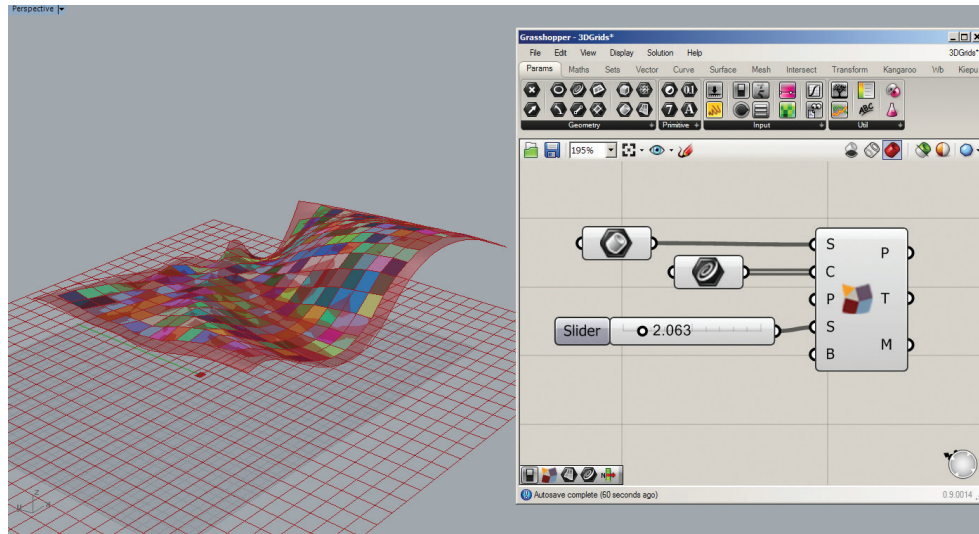 Perspective
Grasshopper - 3DGrids*
File Edit View Display Solution Help 3DGrids*
Params Maths Sets Vector Curve Surface Mesh Intersect Transform Kangaroo Wb Kiepu
Geometry Primitive Input Util
195%
S
C
P
S
B
P
T
M
Slider 2.063
Autosave complete (60 seconds ago) 0.9.0014